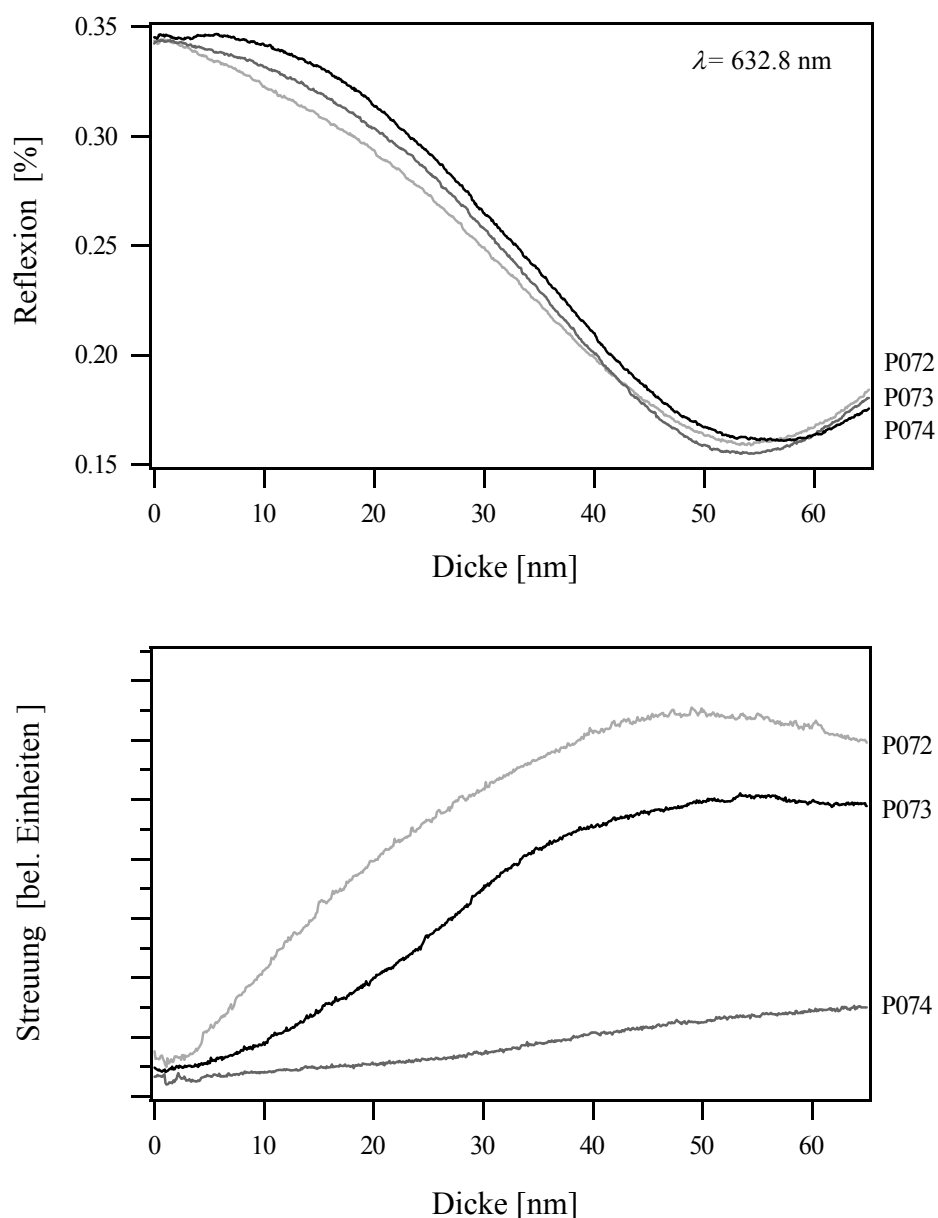 0.35
λ = 632.8 nm
0.30
Reflexion [%]
0.25
0.20
P072
P073
P074
0.15
0 10 20 30 40 50 60
Dicke [nm]
Streuung [bel. Einheiten ]
P072
P073
P074
0 10 20 30 40 50 60
Dicke [nm]